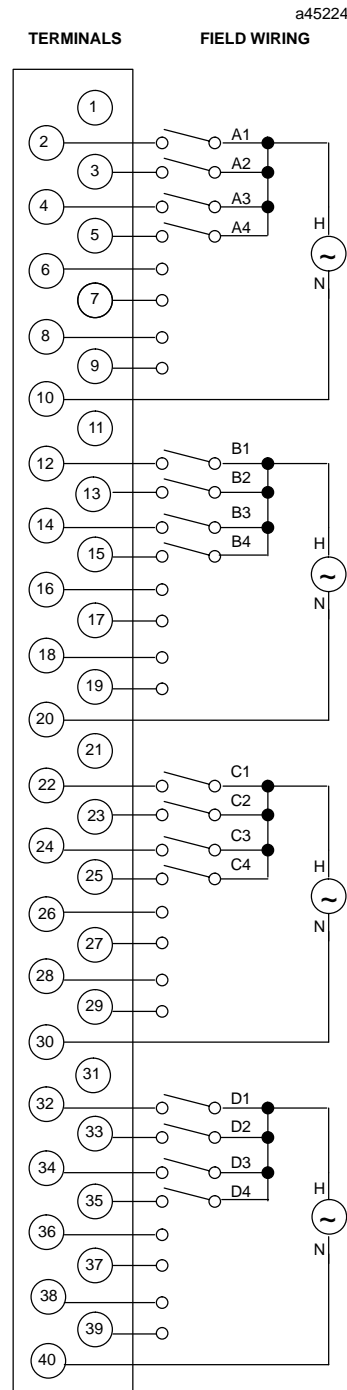 a45224
TERMINALS FIELD WIRING
1
2 A1
3 A2
4 A3
5 A4
H
6 ~
7 N
8
9
10
11
12 B1
13 B2
14 B3
15 B4
H
16 ~
17 N
18
19
20
21
22 C1
23 C2
24 C3
25 C4
H
26 ~
27 N
28
29
30
31
32 D1
33 D2
34 D3
35 D4
H
36 ~
37 N
38
39
40